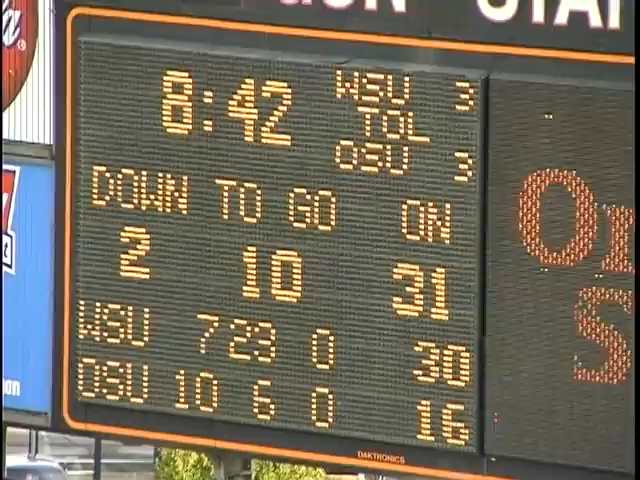 STAT
8:42 WSU 3
TOL
OSU 3
DOWN TO GO ON
2 10 31
WSU 7 23 0 30
OSU 10 6 0 16
DAKTRONICS